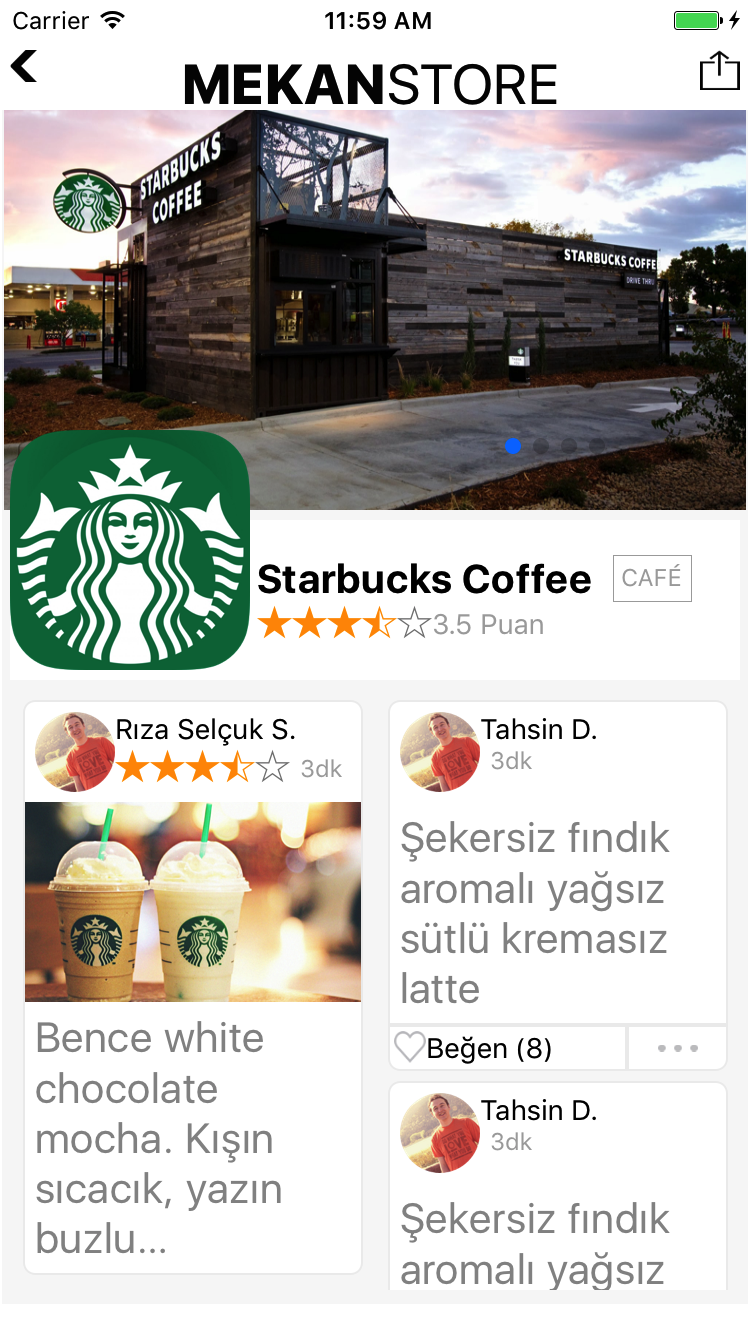 Carrier 11:59 AM
MEKANSTORE
STARBUCKS
COFFEE
STARBUCKS COFFE
DRIVE THRU
Starbucks Coffee CAFÉ
3.5 Puan
Rıza Selçuk S.
3dk
Bence white
chocolate
mocha. Kışın
sıcacık, yazın
buzlu...
Tahsin D.
3dk
Şekersiz fındık
aromalı yağsız
sütlü kremasız
latte
Beğen (8)
Tahsin D.
3dk
Şekersiz fındık
aromalı yağsız